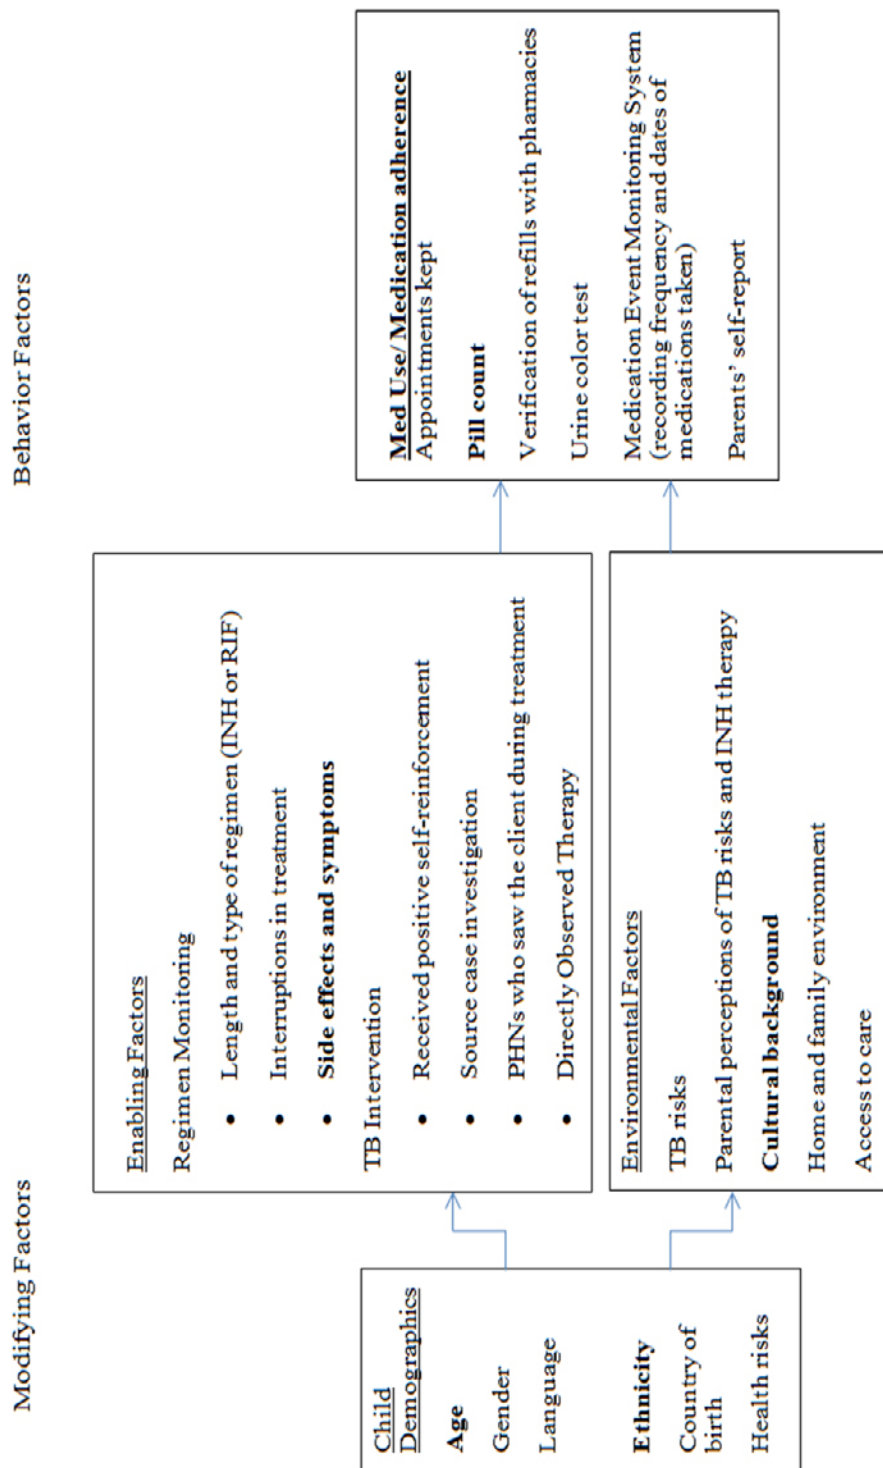 Modifying Factors
Behavior Factors
Child
Demographics
Age
Gender
Language
Ethnicity
Country of
birth
Health risks
Enabling Factors
Regimen Monitoring
• Length and type of regimen (INH or RIF)
• Interruptions in treatment
• Side effects and symptoms
TB Intervention
• Received positive self-reinforcement
• Source case investigation
• PHNs who saw the client during treatment
• Directly Observed Therapy
Environmental Factors
TB risks
Parental perceptions of TB risks and INH therapy
Cultural background
Home and family environment
Access to care
Med Use/ Medication adherence
Appointments kept
Pill count
Verification of refills with pharmacies
Urine color test
Medication Event Monitoring System
(recording frequency and dates of
medications taken)
Parents' self-report